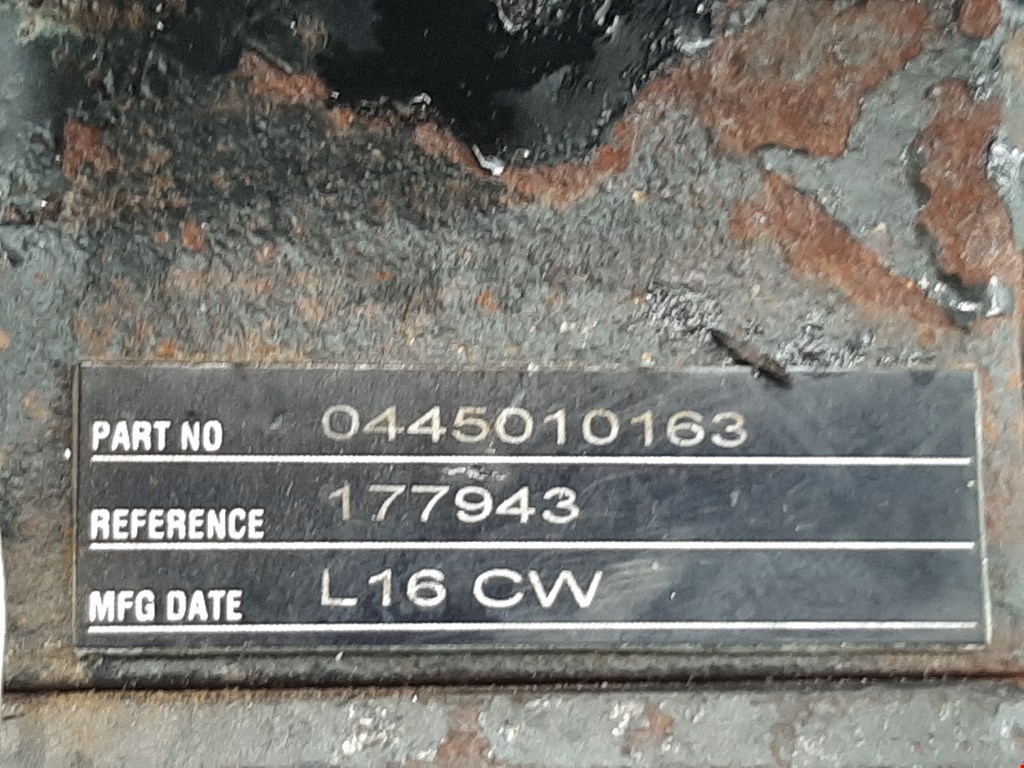 PART NO 0445010163
REFERENCE 177943
MFG DATE L16 CW